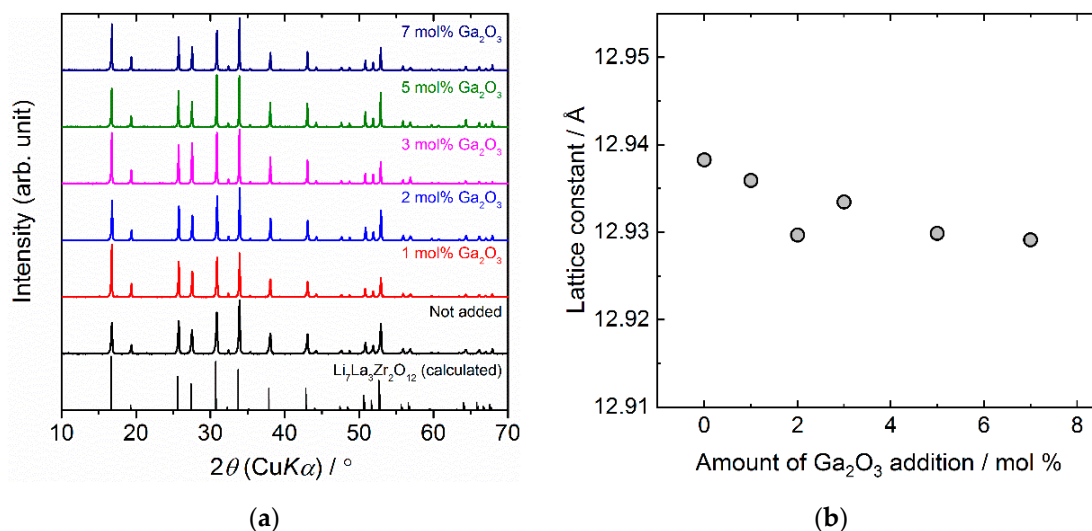 7 mol% Ga₂O₃
5 mol% Ga₂O₃
3 mol% Ga₂O₃
2 mol% Ga₂O₃
1 mol% Ga₂O₃
Not added
Li₇La₃Zr₂O₁₂ (calculated)
Intensity (arb. unit)
10 20 30 40 50 60 70
2θ (CuKα) / °
(a)
12.95
12.94
12.93
12.92
12.91
Lattice constant / Å
0 2 4 6 8
Amount of Ga₂O₃ addition / mol %
(b)